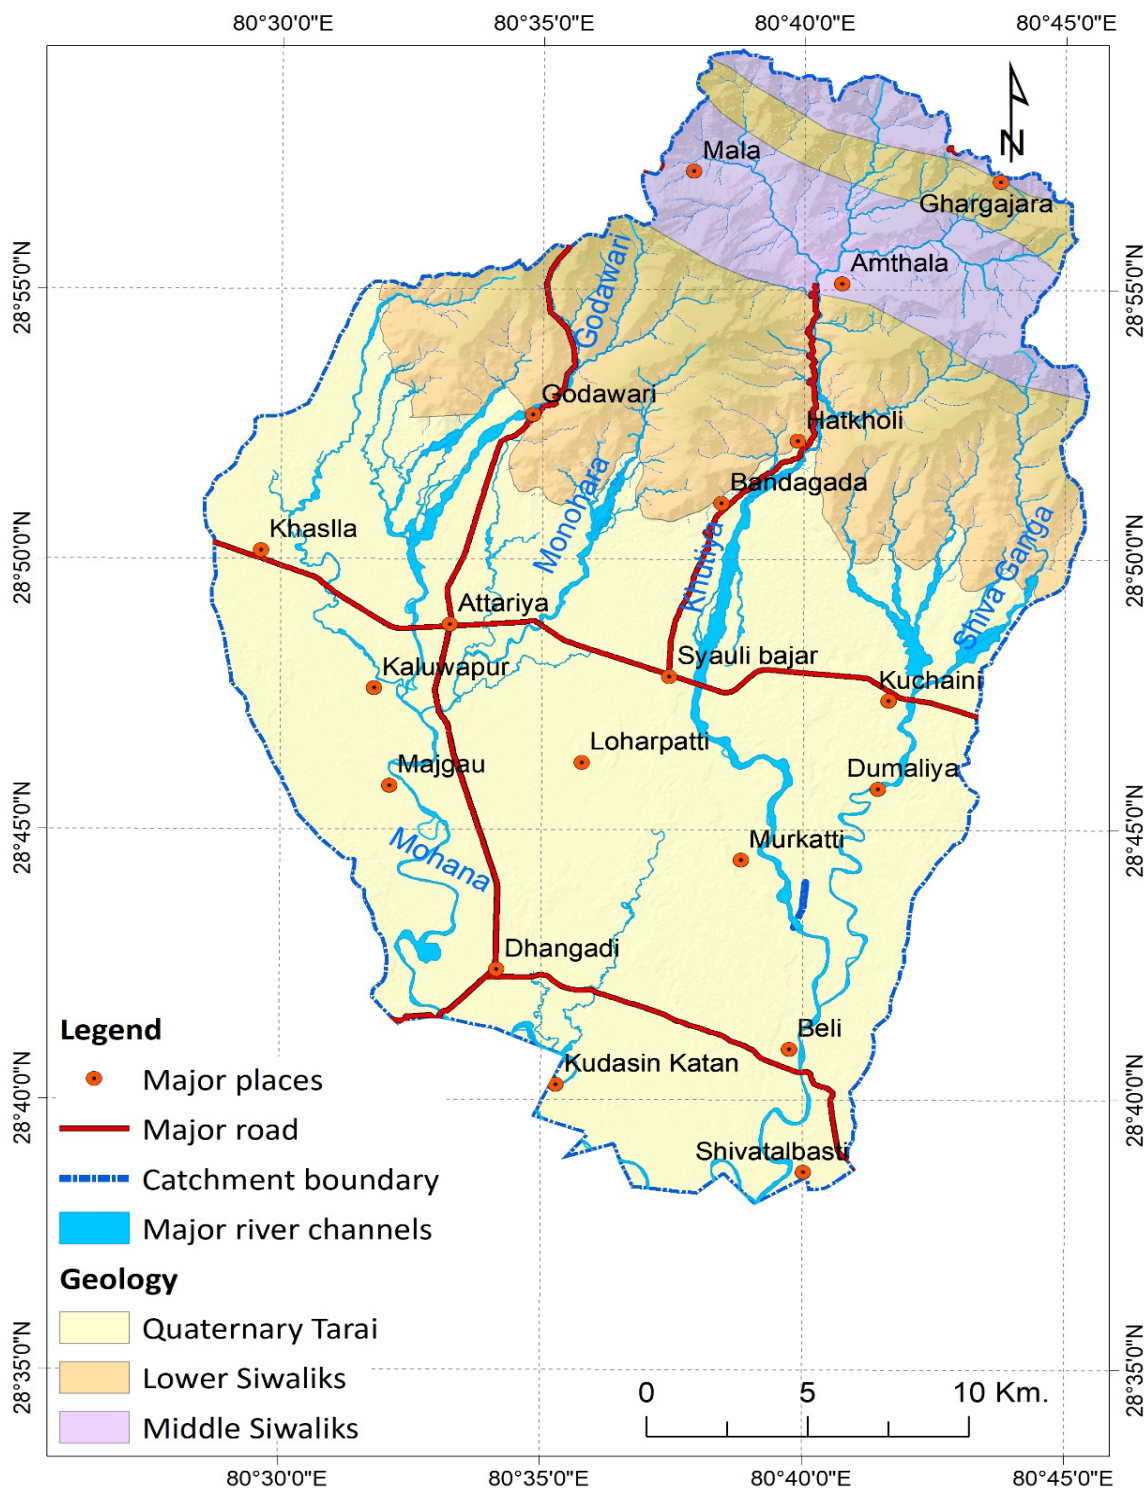 80°30'0"E 80°35'0"E 80°40'0"E 80°45'0"E
N
Mala
Ghargajara
Amthala
Godawari
28°55'0"N 28°55'0"N
Godawari
Hatkholi
Bandagada
Monohara
Khutiya
Shiva Ganga
Khaslla
28°50'0"N 28°50'0"N
Attariya
Syauli bajar
Kaluwapur
Kuchaini
Loharpatti
Majgau
Dumaliya
28°45'0"N 28°45'0"N
Mohana
Murkatti
Dhangadi
Beli
Kudasin Katan
28°40'0"N 28°40'0"N
Shivatalbasti
Legend
Major places
Major road
Catchment boundary
Major river channels
Geology
Quaternary Tarai
Lower Siwaliks
Middle Siwaliks
28°35'0"N 28°35'0"N
0 5 10 Km.
80°30'0"E 80°35'0"E 80°40'0"E 80°45'0"E